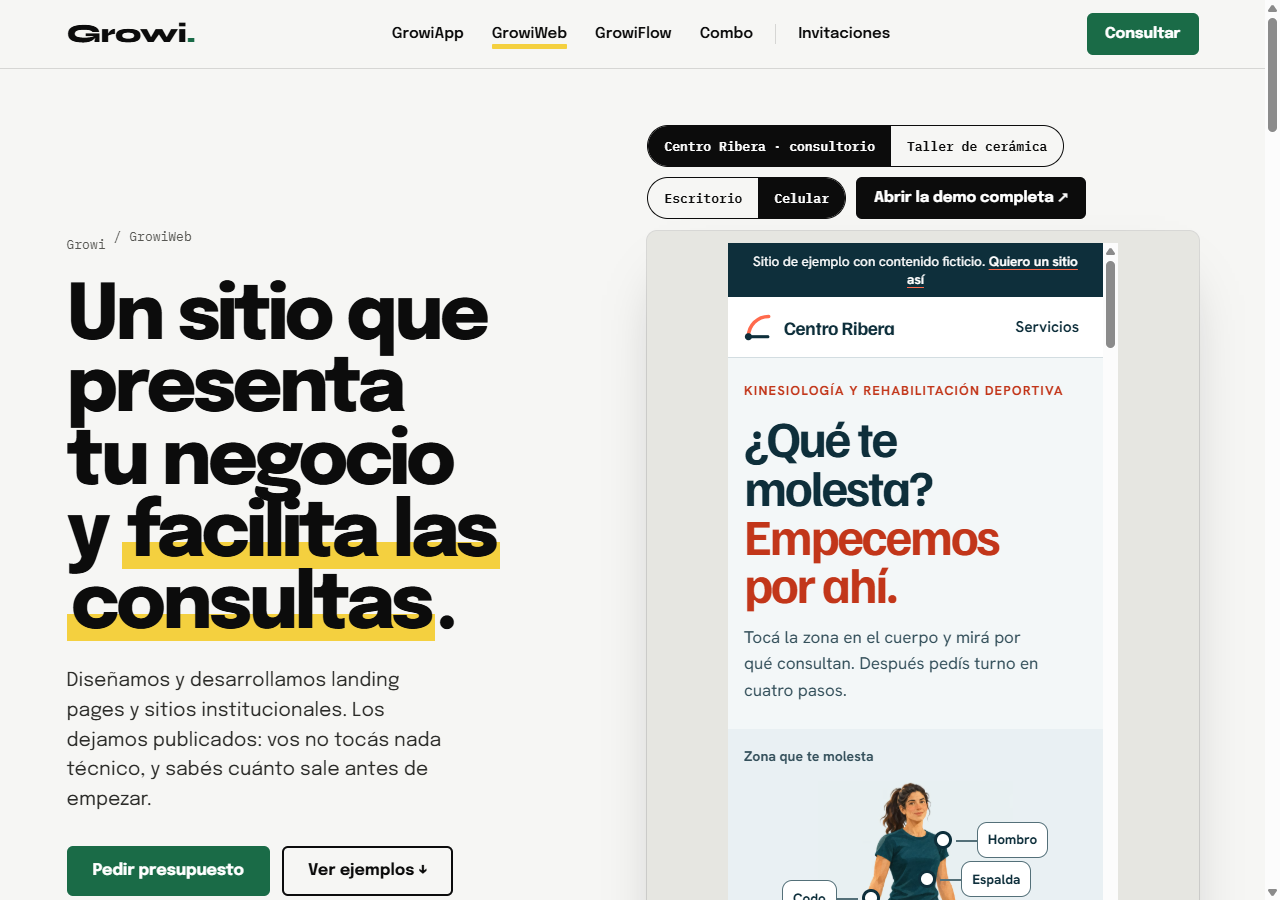 Growi.
GrowiApp
GrowiWeb
GrowiFlow
Combo
Invitaciones
Consultar
Growi / GrowiWeb
Un sitio que
presenta
tu negocio
y facilita las
consultas.
Diseñamos y desarrollamos landing
pages y sitios institucionales. Los
dejamos publicados: vos no tocás nada
técnico, y sabés cuánto sale antes de
empezar.
Pedir presupuesto
Ver ejemplos ↓
Centro Ribera · consultorio
Taller de cerámica
Escritorio
Celular
Abrir la demo completa ↗
Sitio de ejemplo con contenido ficticio. Quiero un sitio
así
Centro Ribera
Servicios
KINESIOLOGÍA Y REHABILITACIÓN DEPORTIVA
¿Qué te
molesta?
Empecemos
por ahí.
Tocá la zona en el cuerpo y mirá por
qué consultan. Después pedís turno en
cuatro pasos.
Zona que te molesta
Hombro
Espalda
Codo